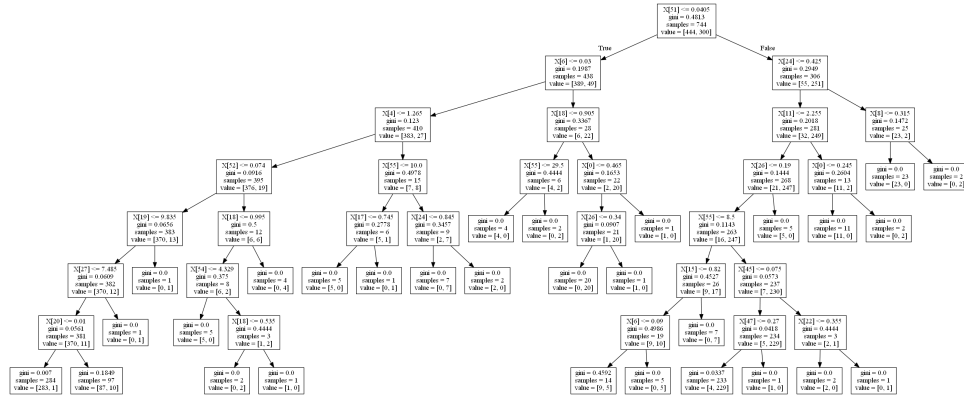 X[51] <= 0.0405
gini = 0.4813
samples = 744
value = [444, 300]
True
False
X[6] <= 0.03
gini = 0.1987
samples = 438
value = [389, 49]
X[24] <= 0.425
gini = 0.2949
samples = 306
value = [55, 251]
X[4] <= 1.265
gini = 0.123
samples = 410
value = [383, 27]
X[18] <= 0.905
gini = 0.3367
samples = 28
value = [6, 22]
X[11] <= 2.255
gini = 0.2018
samples = 281
value = [32, 249]
X[8] <= 0.315
gini = 0.1472
samples = 25
value = [23, 2]
X[52] <= 0.074
gini = 0.0916
samples = 395
value = [376, 19]
X[55] <= 10.0
gini = 0.4978
samples = 15
value = [7, 8]
X[55] <= 29.5
gini = 0.4444
samples = 6
value = [4, 2]
X[0] <= 0.465
gini = 0.1653
samples = 22
value = [2, 20]
X[26] <= 0.19
gini = 0.1444
samples = 268
value = [21, 247]
X[0] <= 0.245
gini = 0.2604
samples = 13
value = [11, 2]
gini = 0.0
samples = 23
value = [23, 0]
gini = 0.0
samples = 2
value = [0, 2]
X[19] <= 9.835
gini = 0.0656
samples = 383
value = [370, 13]
X[18] <= 0.995
gini = 0.5
samples = 12
value = [6, 6]
X[17] <= 0.745
gini = 0.2778
samples = 6
value = [5, 1]
X[24] <= 0.845
gini = 0.3457
samples = 9
value = [2, 7]
gini = 0.0
samples = 4
value = [4, 0]
gini = 0.0
samples = 2
value = [0, 2]
X[26] <= 0.34
gini = 0.0907
samples = 21
value = [1, 20]
gini = 0.0
samples = 1
value = [1, 0]
X[55] <= 8.5
gini = 0.1143
samples = 263
value = [16, 247]
gini = 0.0
samples = 5
value = [5, 0]
gini = 0.0
samples = 11
value = [11, 0]
gini = 0.0
samples = 2
value = [0, 2]
X[27] <= 7.485
gini = 0.0609
samples = 382
value = [370, 12]
gini = 0.0
samples = 1
value = [0, 1]
X[54] <= 4.329
gini = 0.375
samples = 8
value = [6, 2]
gini = 0.0
samples = 4
value = [0, 4]
gini = 0.0
samples = 5
value = [5, 0]
gini = 0.0
samples = 1
value = [0, 1]
gini = 0.0
samples = 7
value = [0, 7]
gini = 0.0
samples = 2
value = [2, 0]
gini = 0.0
samples = 20
value = [0, 20]
gini = 0.0
samples = 1
value = [1, 0]
X[15] <= 0.82
gini = 0.4527
samples = 26
value = [9, 17]
X[45] <= 0.075
gini = 0.0573
samples = 237
value = [7, 230]
X[20] <= 0.01
gini = 0.0561
samples = 381
value = [370, 11]
gini = 0.0
samples = 1
value = [0, 1]
gini = 0.0
samples = 5
value = [5, 0]
X[18] <= 0.535
gini = 0.4444
samples = 3
value = [1, 2]
X[6] <= 0.09
gini = 0.4986
samples = 19
value = [9, 10]
gini = 0.0
samples = 7
value = [0, 7]
X[47] <= 0.27
gini = 0.0418
samples = 234
value = [5, 229]
X[22] <= 0.355
gini = 0.4444
samples = 3
value = [2, 1]
gini = 0.007
samples = 284
value = [283, 1]
gini = 0.1849
samples = 97
value = [87, 10]
gini = 0.0
samples = 2
value = [0, 2]
gini = 0.0
samples = 1
value = [1, 0]
gini = 0.4592
samples = 14
value = [9, 5]
gini = 0.0
samples = 5
value = [0, 5]
gini = 0.0337
samples = 233
value = [4, 229]
gini = 0.0
samples = 1
value = [1, 0]
gini = 0.0
samples = 2
value = [2, 0]
gini = 0.0
samples = 1
value = [0, 1]